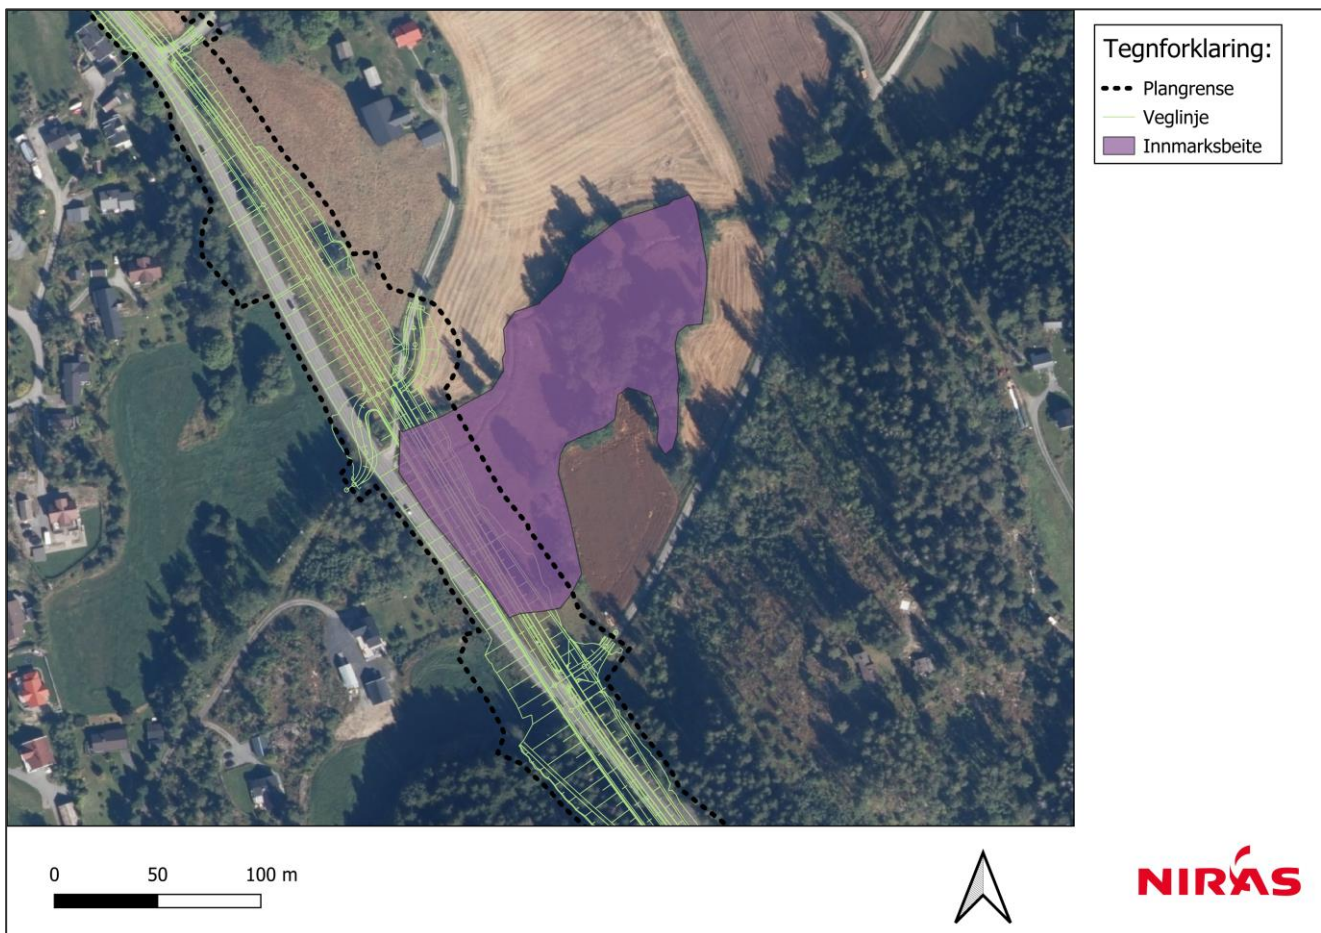 Tegnforklaring:
Plangrense
Veglinje
Innmarksbeite
0 50 100 m
NIRAS